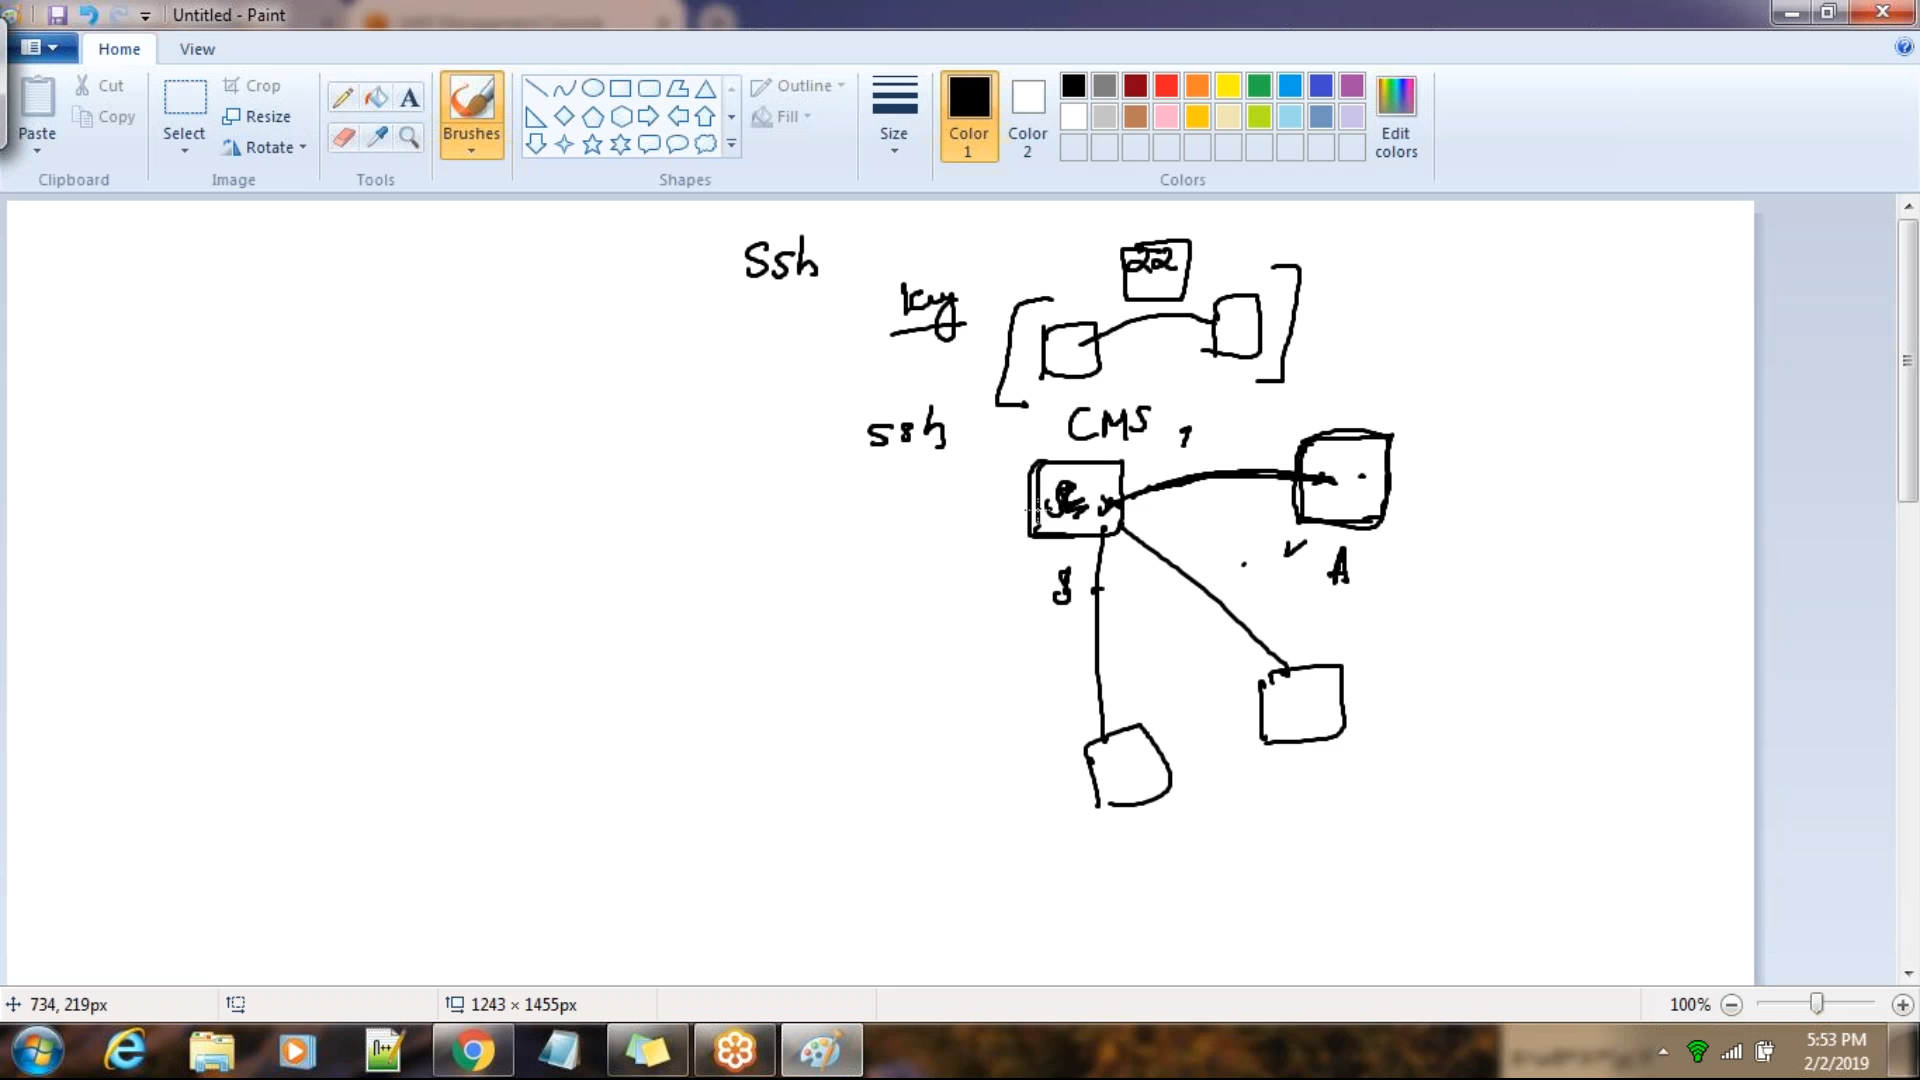 Untitled - Paint
Home
View
Paste
Cut
Copy
Clipboard
Select
Crop
Resize
Rotate
Image
A
Tools
Brushes
Outline
Fill
Shapes
Size
Color 1
Color 2
Edit colors
Colors
Ssh
22
Key
ssh
CMS ,
S
A
734, 219px
1243 × 1455px
100%
5:53 PM
2/2/2019